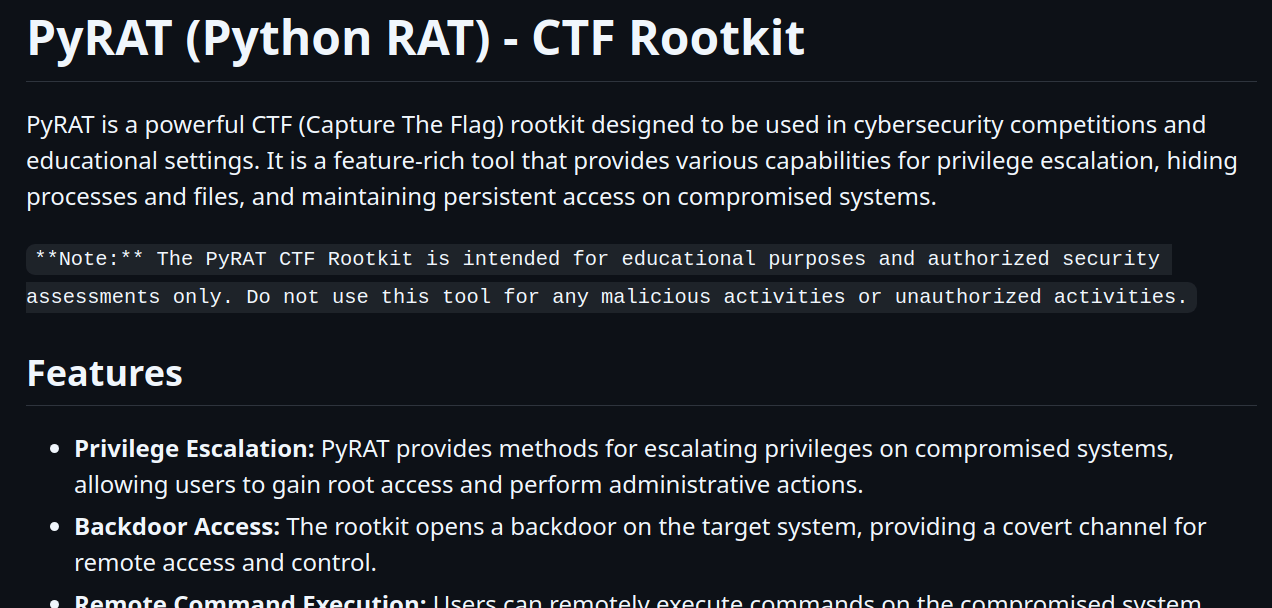 PyRAT (Python RAT) - CTF Rootkit
PyRAT is a powerful CTF (Capture The Flag) rootkit designed to be used in cybersecurity competitions and
educational settings. It is a feature-rich tool that provides various capabilities for privilege escalation, hiding
processes and files, and maintaining persistent access on compromised systems.
**Note:** The PyRAT CTF Rootkit is intended for educational purposes and authorized security
assessments only. Do not use this tool for any malicious activities or unauthorized activities.
Features
• Privilege Escalation: PyRAT provides methods for escalating privileges on compromised systems,
allowing users to gain root access and perform administrative actions.
• Backdoor Access: The rootkit opens a backdoor on the target system, providing a covert channel for
remote access and control.
• Remote Command Execution: Users can remotely execute commands on the compromised system,